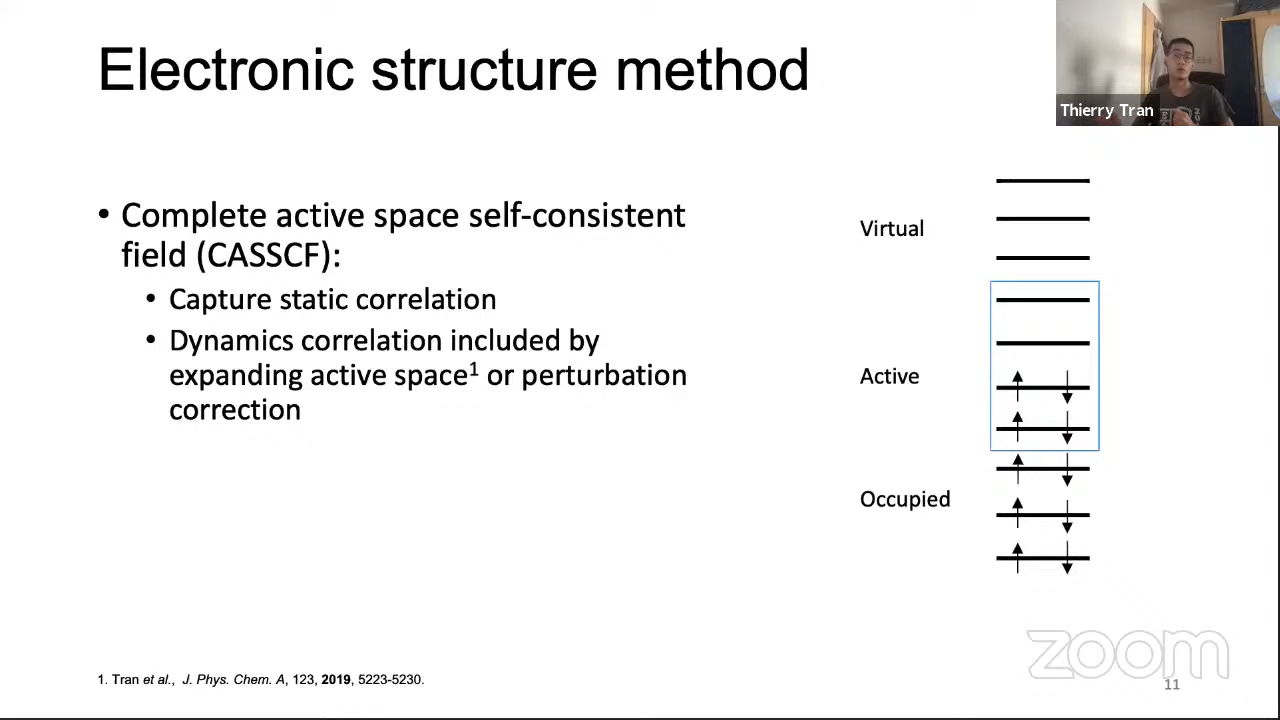 Electronic structure method
Thierry Tran
• Complete active space self-consistent
field (CASSCF):
• Capture static correlation
• Dynamics correlation included by
expanding active space1 or perturbation
correction
Virtual
Active
Occupied
1. Tran et al., J. Phys. Chem. A, 123, 2019, 5223-5230.
zoom
11